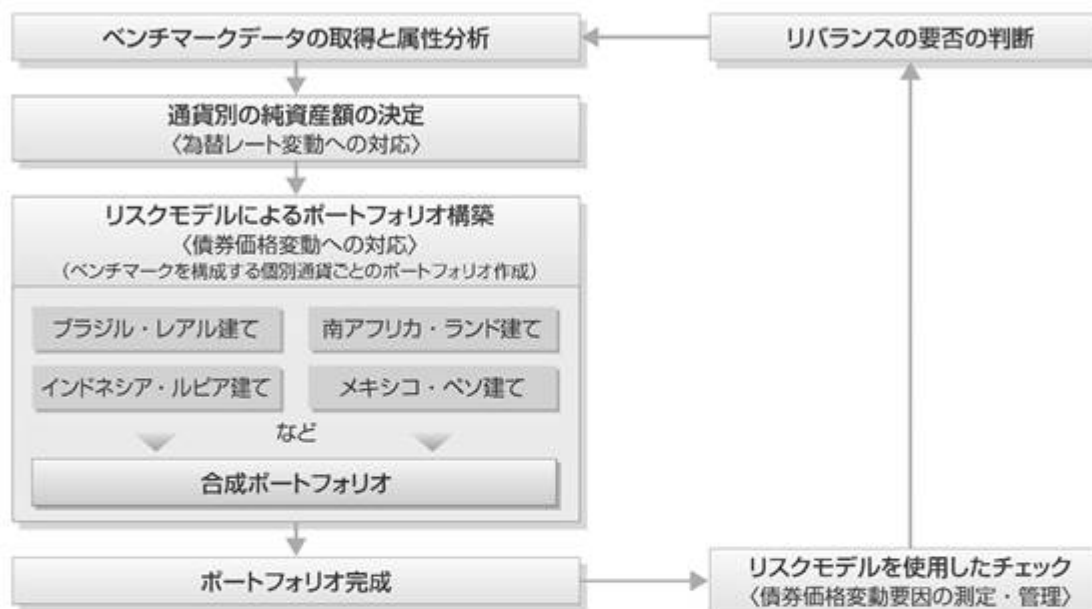 ベンチマークデータの取得と属性分析
リバランスの要否の判断
通貨別の純資産額の決定
〈為替レート変動への対応〉
リスクモデルによるポートフォリオ構築
〈債券価格変動への対応〉
(ベンチマークを構成する個別通貨ごとのポートフォリオ作成)
ブラジル・レアル建て
南アフリカ・ランド建て
インドネシア・ルピア建て
メキシコ・ペソ建て
など
合成ポートフォリオ
ポートフォリオ完成
リスクモデルを使用したチェック
〈債券価格変動要因の測定・管理〉